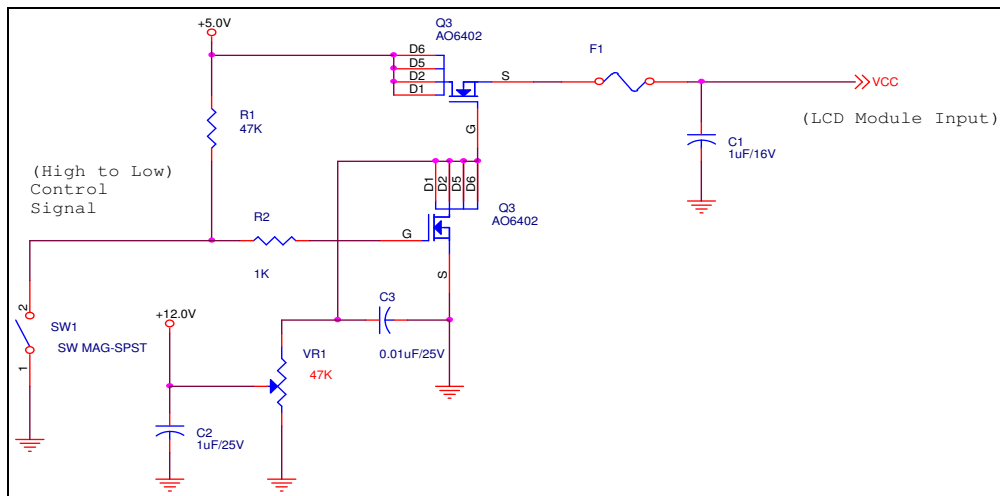 Q3
AO6402
+5.0V
D6
D5
D2
D1
S
F1
VCC
(LCD Module Input)
R1
47K
G
C1
1uF/16V
(High to Low)
Control
Signal
D1
D2
D5
D6
Q3
AO6402
R2
G
1K
S
2
+12.0V
C3
SW1
SW MAG-SPST
0.01uF/25V
VR1
47K
1
C2
1uF/25V